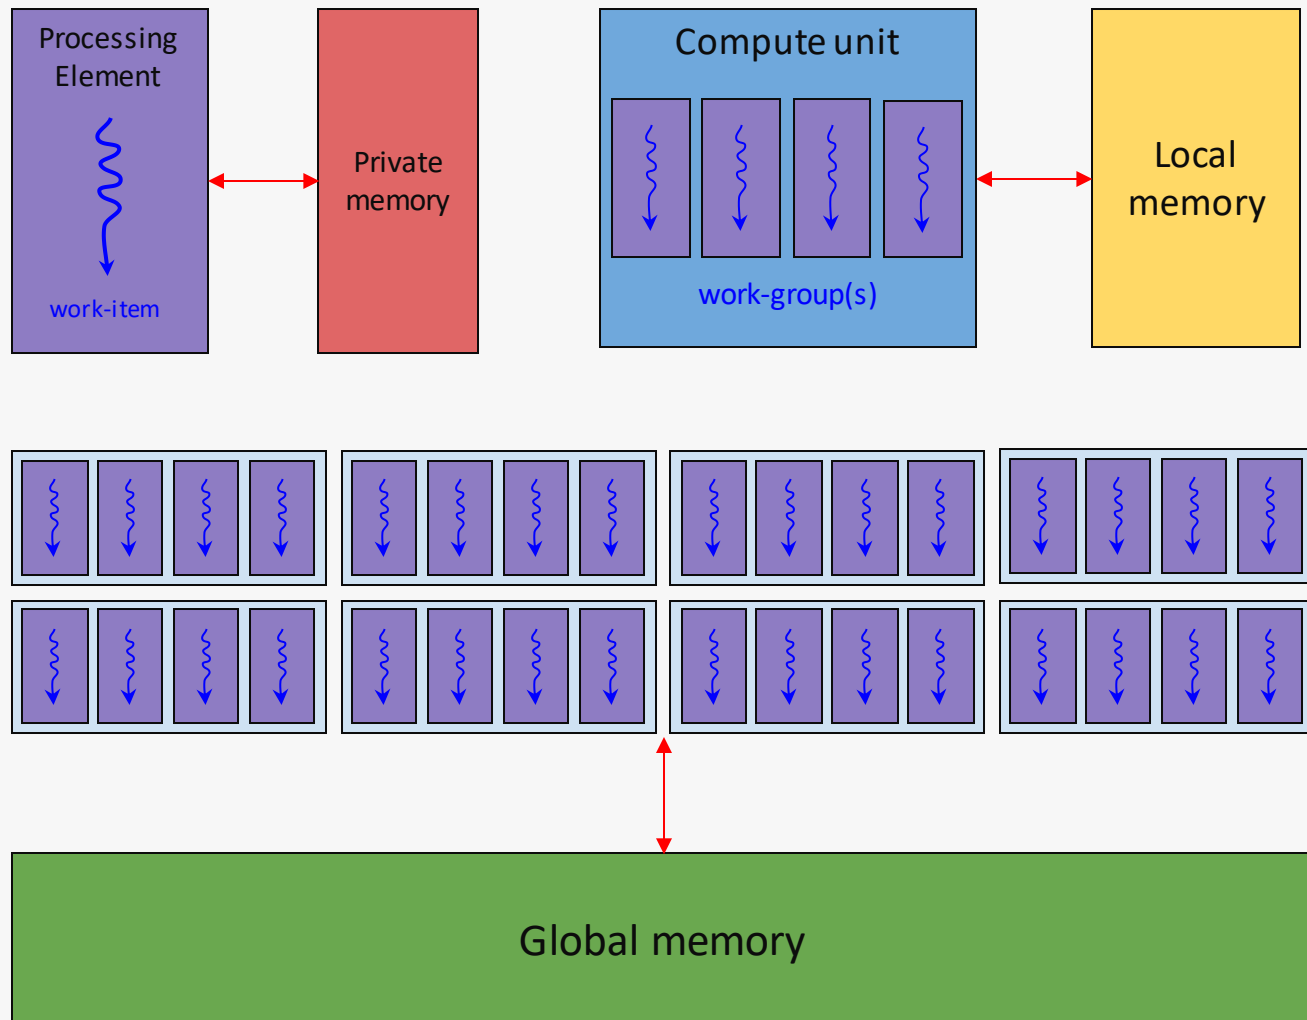 Processing
Element
work-item
Private
memory
Compute unit
work-group(s)
Local
memory
Global memory